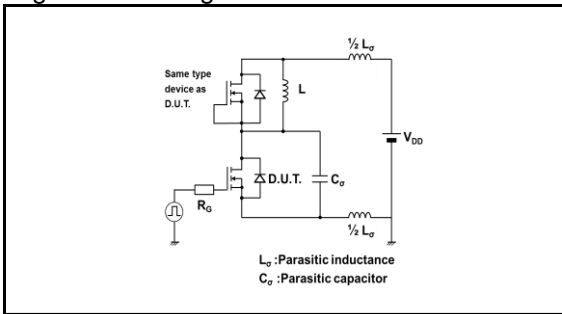 ½ Lσ
Same type
device as
D.U.T.
L
VDD
D.U.T.
Cσ
RG
½ Lσ
Lσ :Parasitic inductance
Cσ :Parasitic capacitor